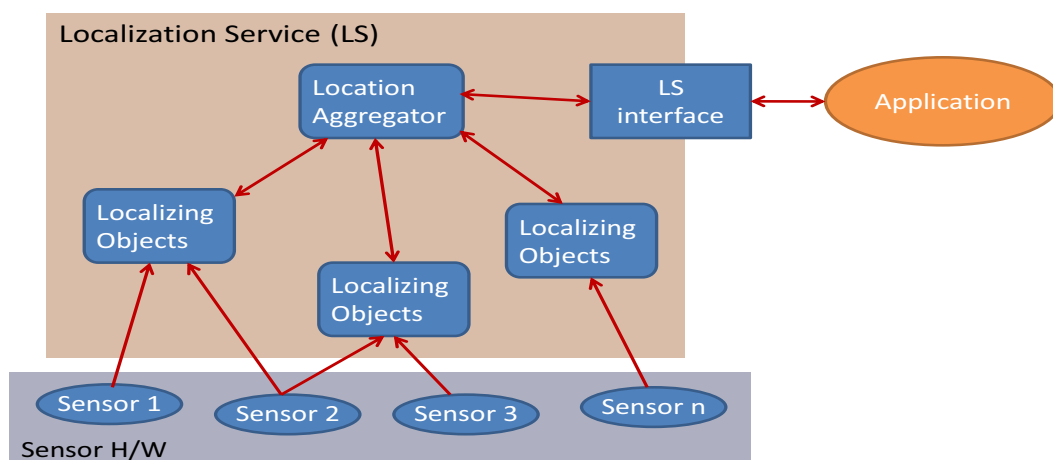 Localization Service (LS)
Location
Aggregator
LS
interface
Application
Localizing
Objects
Localizing
Objects
Localizing
Objects
Sensor 1
Sensor 2
Sensor 3
Sensor n
Sensor H/W